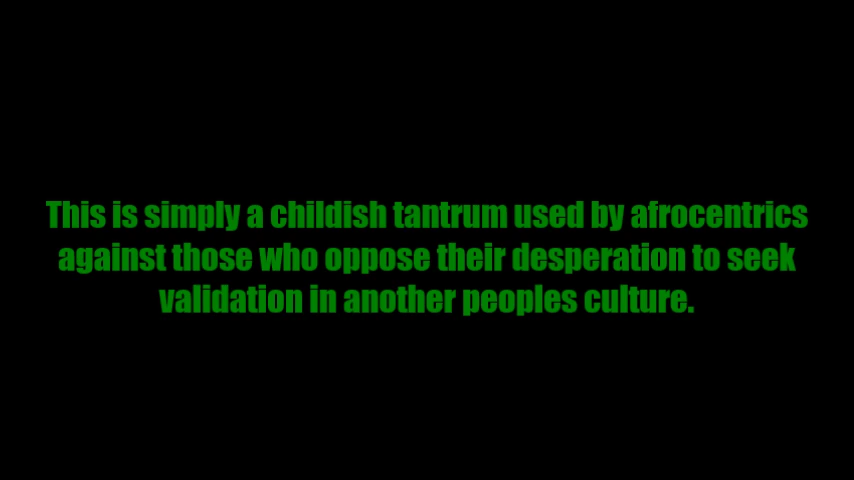 This is simply a childish tantrum used by afrocentrics
against those who oppose their desperation to seek
validation in another peoples culture.